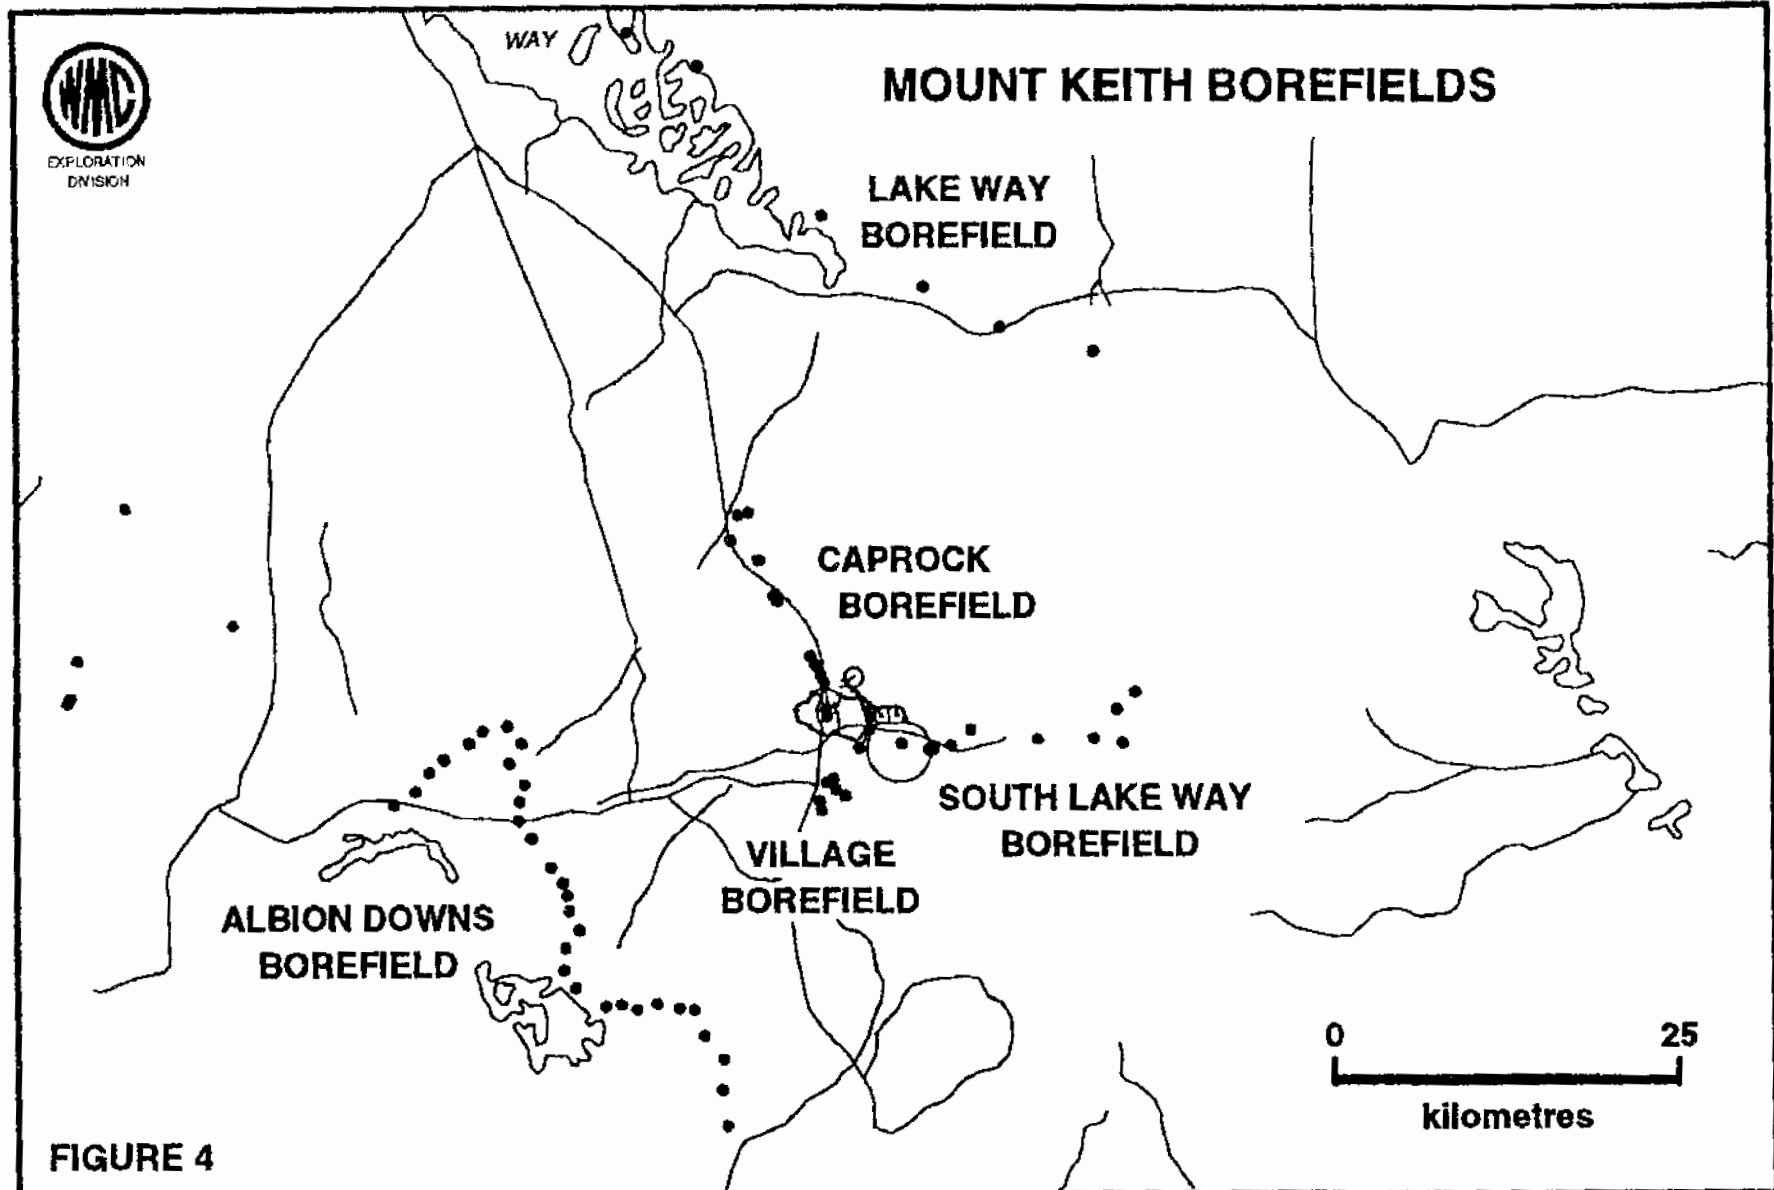 WAY
MOUNT KEITH BOREFIELDS
WMC
EXPLORATION
DIVISION
LAKE WAY
BOREFIELD
CAPROCK
BOREFIELD
SOUTH LAKE WAY
BOREFIELD
VILLAGE
BOREFIELD
ALBION DOWNS
BOREFIELD
0 25
kilometres
FIGURE 4